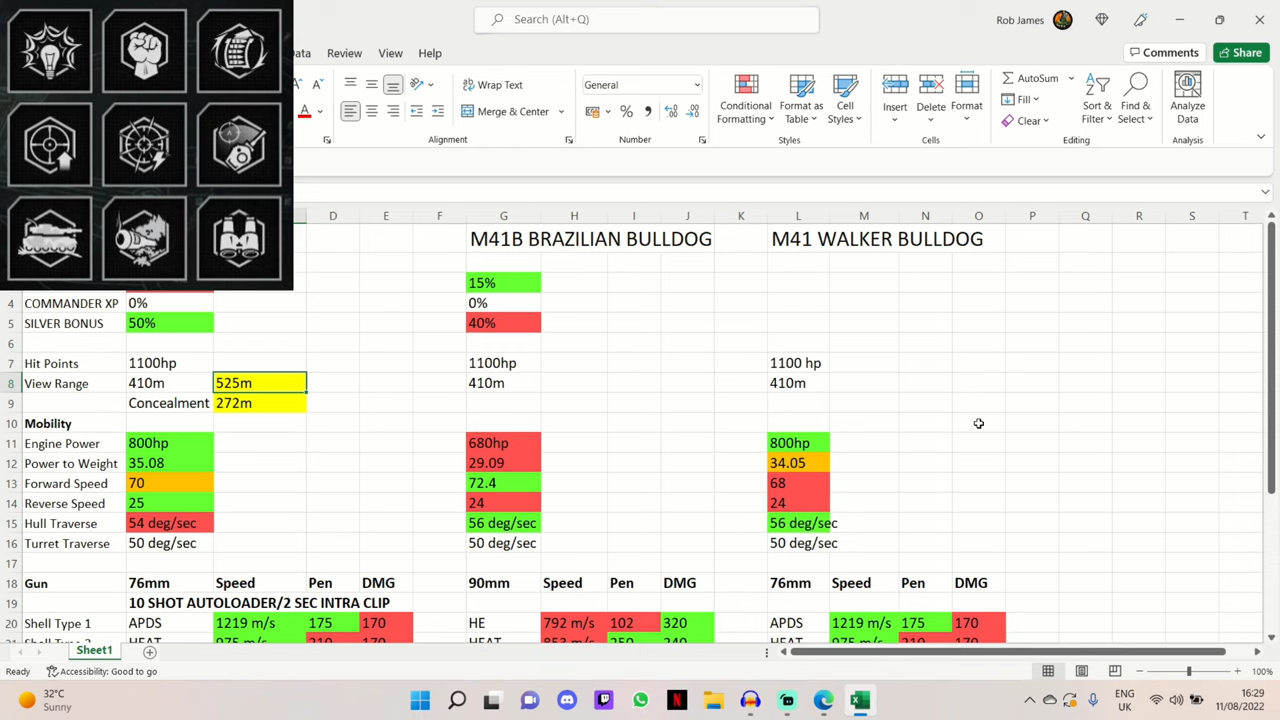 Search (Alt+Q)
Rob James
Data Review View Help
Comments Share
Wrap Text
Merge & Center
General
Conditional Formatting
Format as Table
Cell Styles
Insert Delete Format
AutoSum
Fill
Clear
Sort & Filter
Find & Select
Analyze Data
Alignment Number Styles Cells Editing Analysis
D E F G H I J K L M N O P Q R S T
M41B BRAZILIAN BULLDOG M41 WALKER BULLDOG
15%
4 COMMANDER XP 0% 0%
5 SILVER BONUS 50% 40%
6
7 Hit Points 1100hp 1100hp 1100 hp
8 View Range 410m 525m 410m 410m
9 Concealment 272m
10 Mobility
11 Engine Power 800hp 680hp 800hp
12 Power to Weight 35.08 29.09 34.05
13 Forward Speed 70 72.4 68
14 Reverse Speed 25 24 24
15 Hull Traverse 54 deg/sec 56 deg/sec 56 deg/sec
16 Turret Traverse 50 deg/sec 50 deg/sec 50 deg/sec
17
18 Gun 76mm Speed Pen DMG 90mm Speed Pen DMG 76mm Speed Pen DMG
19 10 SHOT AUTOLOADER/2 SEC INTRA CLIP
20 Shell Type 1 APDS 1219 m/s 175 170 HE 792 m/s 102 320 APDS 1219 m/s 175 170
Sheet1
Ready Accessibility: Good to go 100%
32°C
Sunny
ENG
UK
16:29
11/08/2022